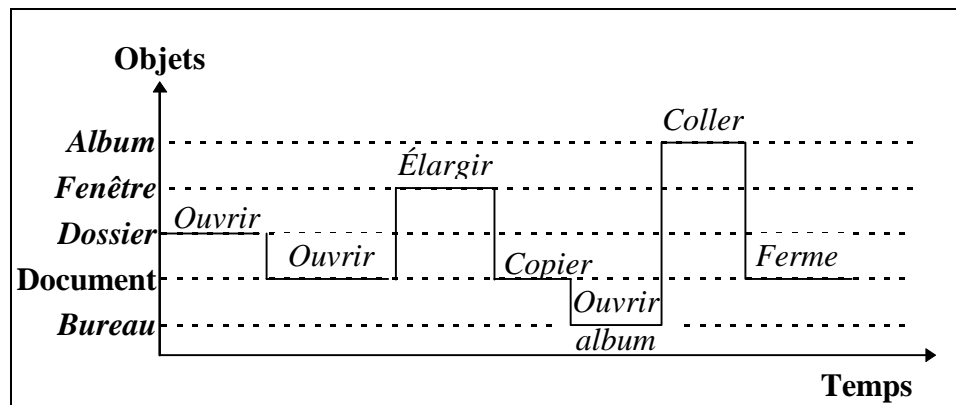 Objets
Coller
Album
Élargir
Fenêtre
Ouvrir
Dossier
Ouvrir
Copier
Ferme
Document
Ouvrir
Bureau
album
Temps